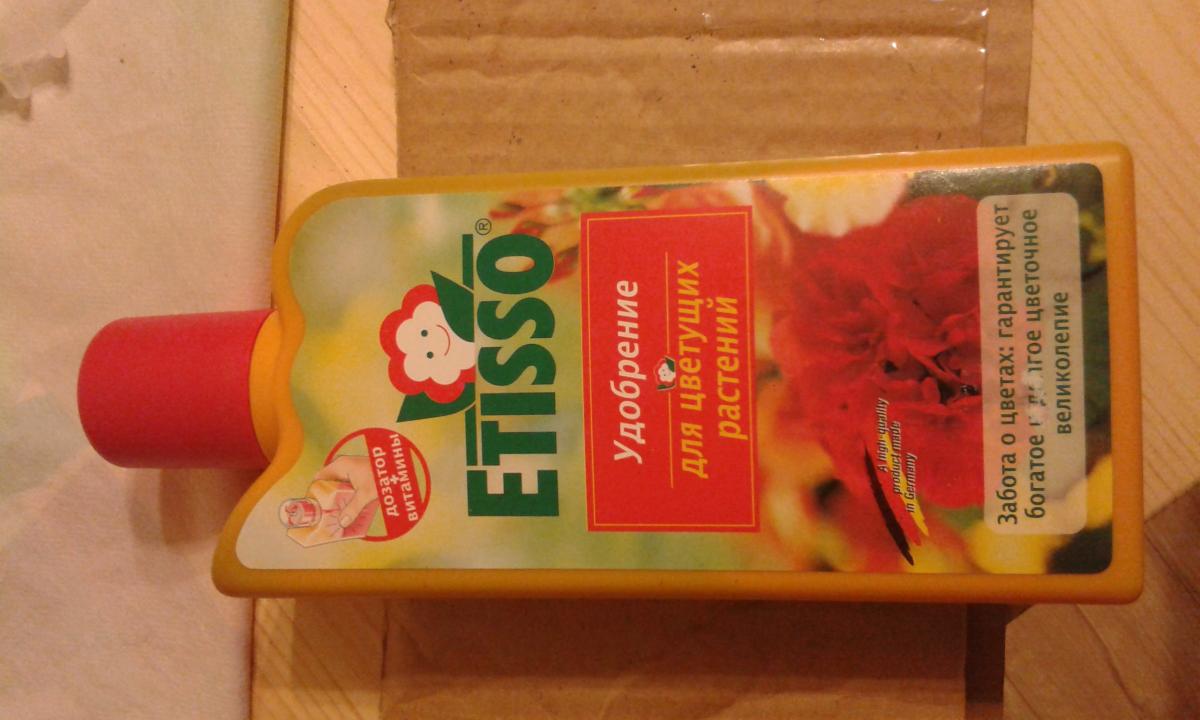 дозатор
+
витамины
ETISSO®
Удобрение
для цветущих
растений
A high quality
product made
in Germany
Забота о цветах: гарантирует
богатое и долгое цветочное
великолепие